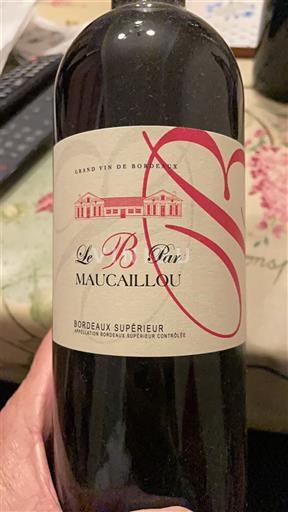 GRAND VIN DE BORDEAUX
Le B Par
MAUCAILLOU
BORDEAUX SUPÉRIEUR
APPELLATION BORDEAUX SUPÉRIEUR CONTRÔLÉE